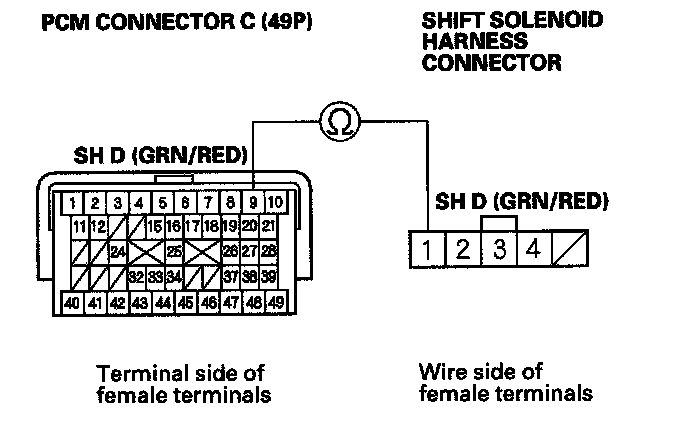 PCM CONNECTOR C (49P)
SHIFT SOLENOID
HARNESS
CONNECTOR
Ω
SH D (GRN/RED)
1 2 3 4 5 6 7 8 9 10
11 12 15 16 17 18 19 20 21
24 25 26 27 28
32 33 34 37 38 39
40 41 42 43 44 45 46 47 48 49
SH D (GRN/RED)
1 2 3 4
Terminal side of
female terminals
Wire side of
female terminals